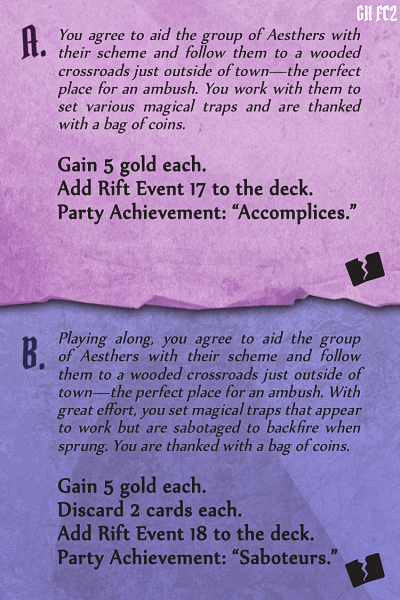 GH FC2
A.
You agree to aid the group of Aesthers with
their scheme and follow them to a wooded
crossroads just outside of town—the perfect
place for an ambush. You work with them to
set various magical traps and are thanked
with a bag of coins.
Gain 5 gold each.
Add Rift Event 17 to the deck.
Party Achievement: “Accomplices.”
B.
Playing along, you agree to aid the group
of Aesthers with their scheme and follow
them to a wooded crossroads just outside of
town—the perfect place for an ambush. With
great effort, you set magical traps that appear
to work but are sabotaged to backfire when
sprung. You are thanked with a bag of coins.
Gain 5 gold each.
Discard 2 cards each.
Add Rift Event 18 to the deck.
Party Achievement: “Saboteurs.”